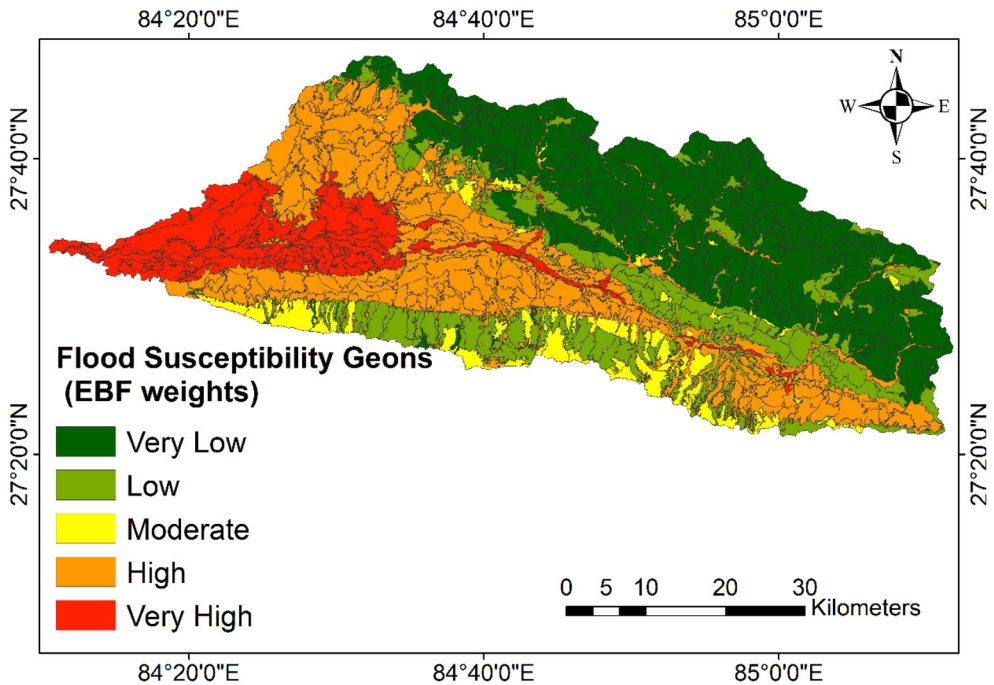 84°20'0"E 84°40'0"E 85°0'0"E
N
W E
S
27°40'0"N 27°40'0"N
27°20'0"N 27°20'0"N
Flood Susceptibility Geons
(EBF weights)
Very Low
Low
Moderate
High
Very High
0 5 10 20 30
Kilometers
84°20'0"E 84°40'0"E 85°0'0"E